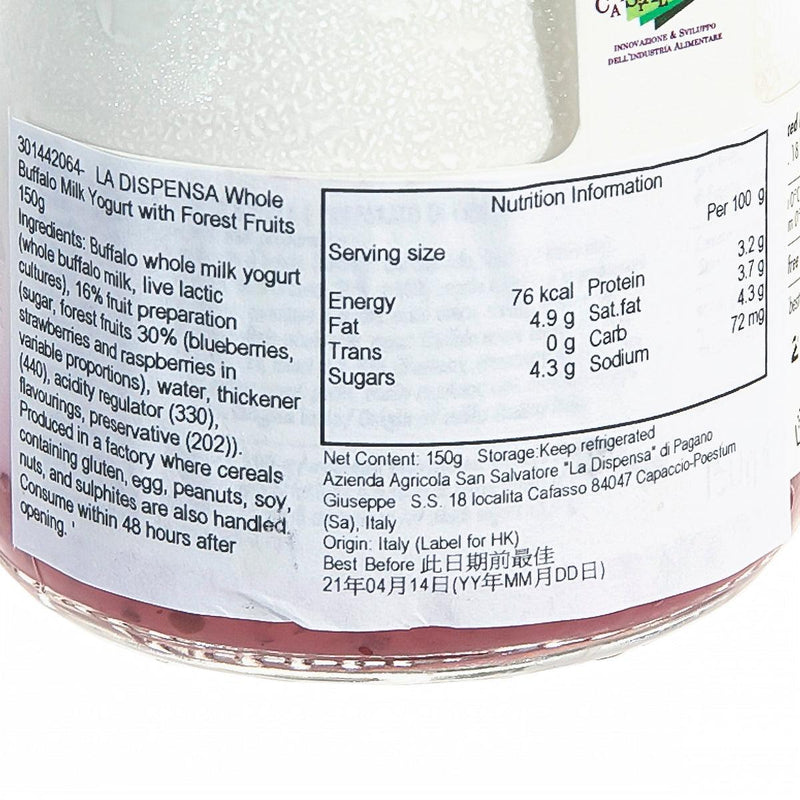 INNOVAZIONE & SVILUPPO
DELL'INDUSTRIA ALIMENTARE
301442064- LA DISPENSA Whole
Buffalo Milk Yogurt with Forest Fruits
150g
Ingredients: Buffalo whole milk yogurt
(whole buffalo milk, live lactic
cultures), 16% fruit preparation
(sugar, forest fruits 30% (blueberries,
strawberries and raspberries in
variable proportions), water, thickener
(440), acidity regulator (330),
flavourings, preservative (202)).
Produced in a factory where cereals
containing gluten, egg, peanuts, soy,
nuts, and sulphites are also handled.
Consume within 48 hours after
opening.
Nutrition Information
Per 100 g
Serving size
Energy 76 kcal Protein 3.2 g
Fat 4.9 g Sat.fat 3.7 g
Trans 0 g Carb 4.3 g
Sugars 4.3 g Sodium 72 mg
Net Content: 150g Storage:Keep refrigerated
Azienda Agricola San Salvatore "La Dispensa" di Pagano
Giuseppe S.S. 18 localita Cafasso 84047 Capaccio-Poestum
(Sa), Italy
Origin: Italy (Label for HK)
Best Before 此日期前最佳
21年04月14日(YY年MM月DD日)